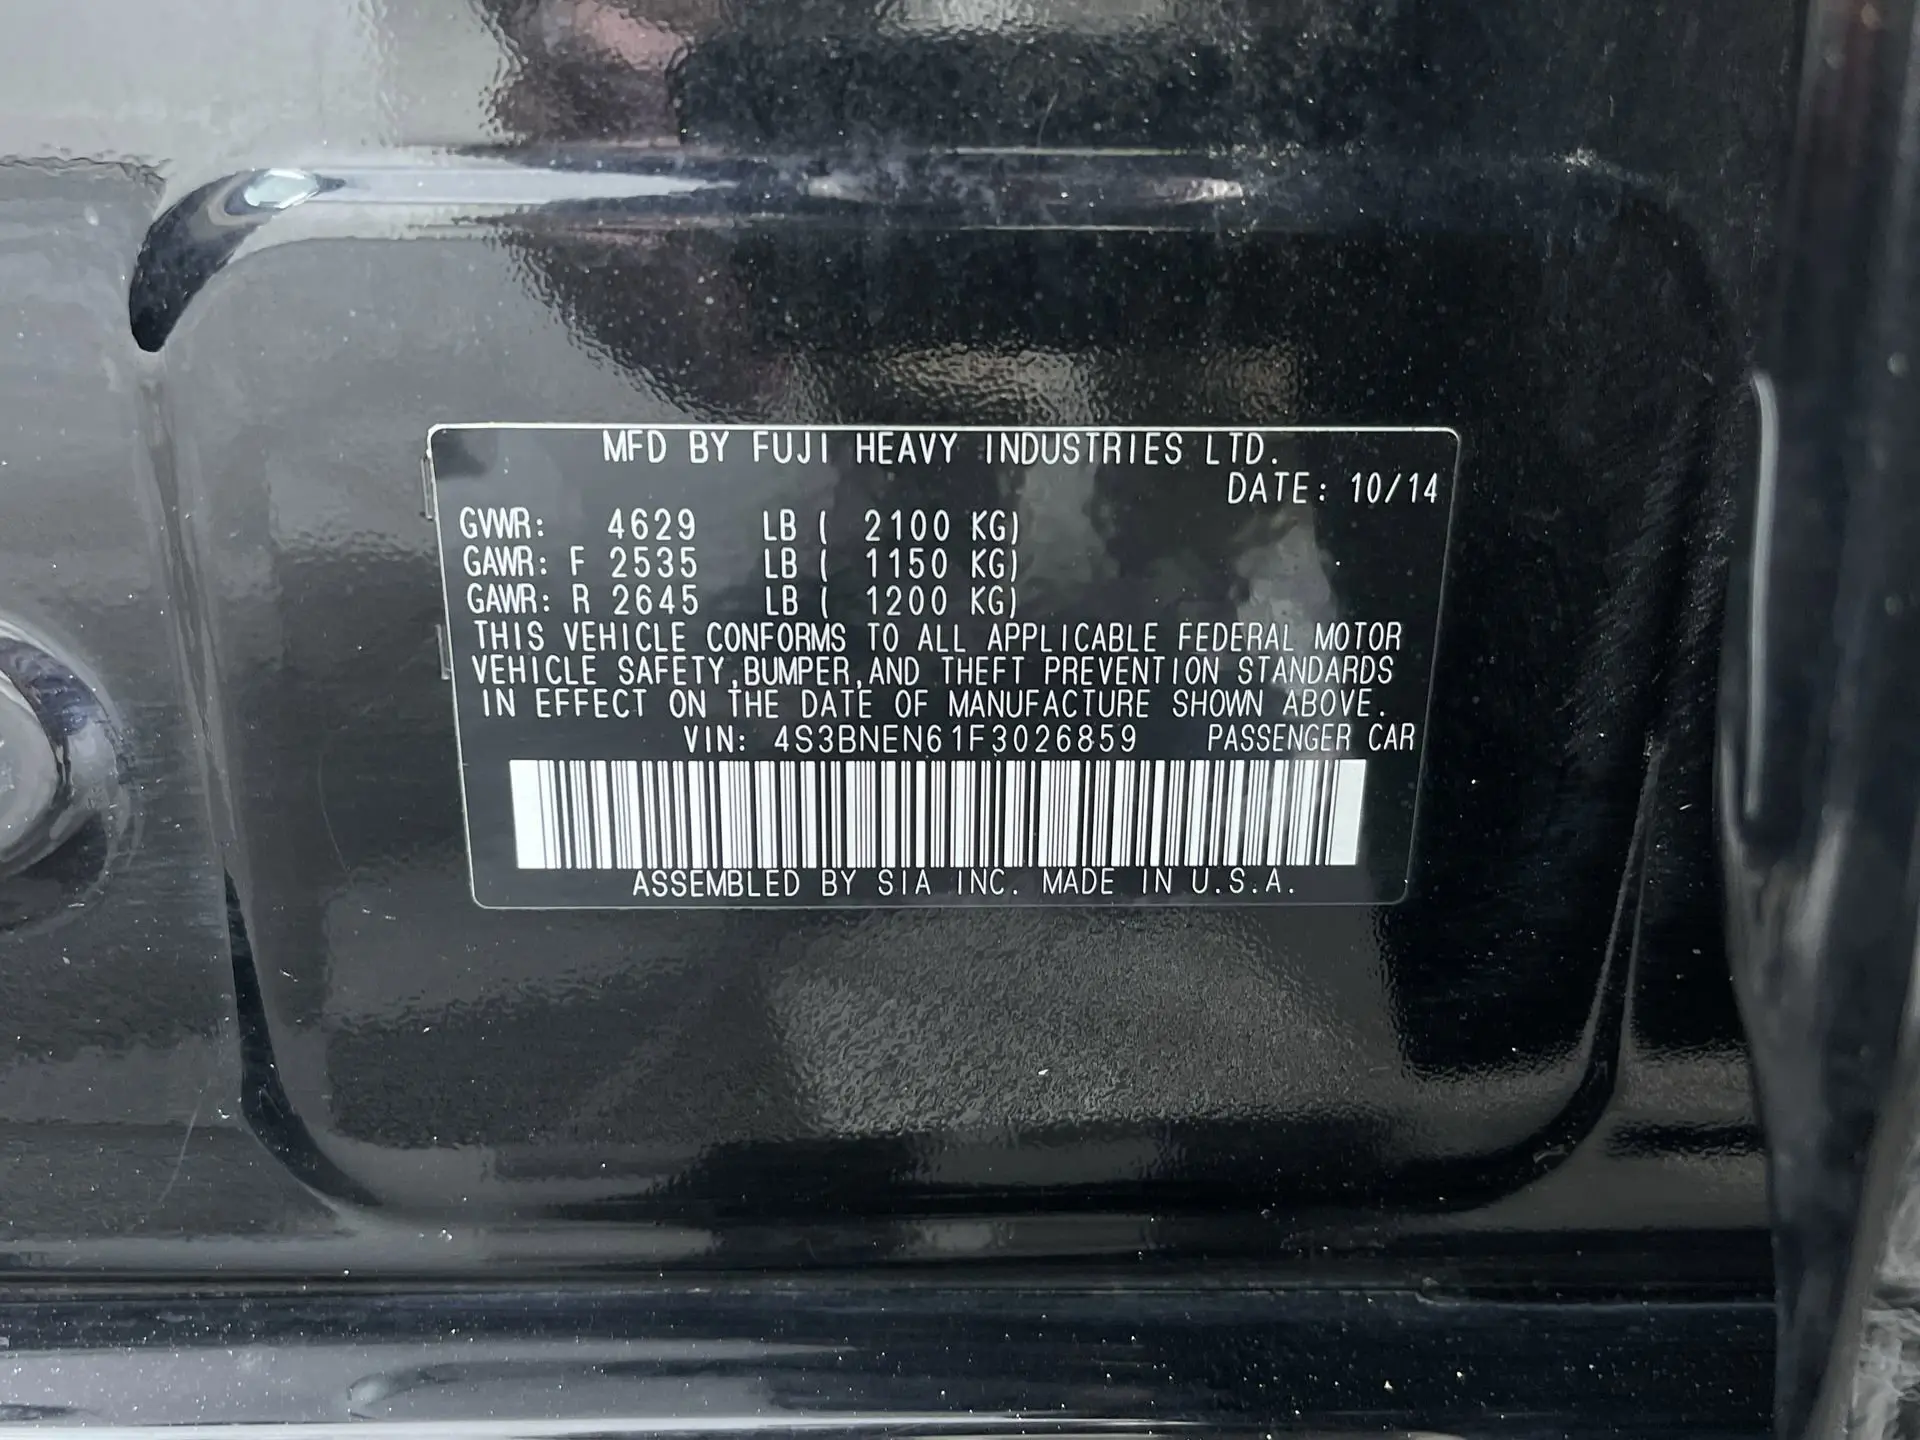 MFD BY FUJI HEAVY INDUSTRIES LTD.
DATE: 10/14
GVWR: 4629 LB ( 2100 KG)
GAWR: F 2535 LB ( 1150 KG)
GAWR: R 2645 LB ( 1200 KG)
THIS VEHICLE CONFORMS TO ALL APPLICABLE FEDERAL MOTOR
VEHICLE SAFETY,BUMPER,AND THEFT PREVENTION STANDARDS
IN EFFECT ON THE DATE OF MANUFACTURE SHOWN ABOVE.
VIN: 4S3BNEN61F3026859 PASSENGER CAR
ASSEMBLED BY SIA INC. MADE IN U.S.A.